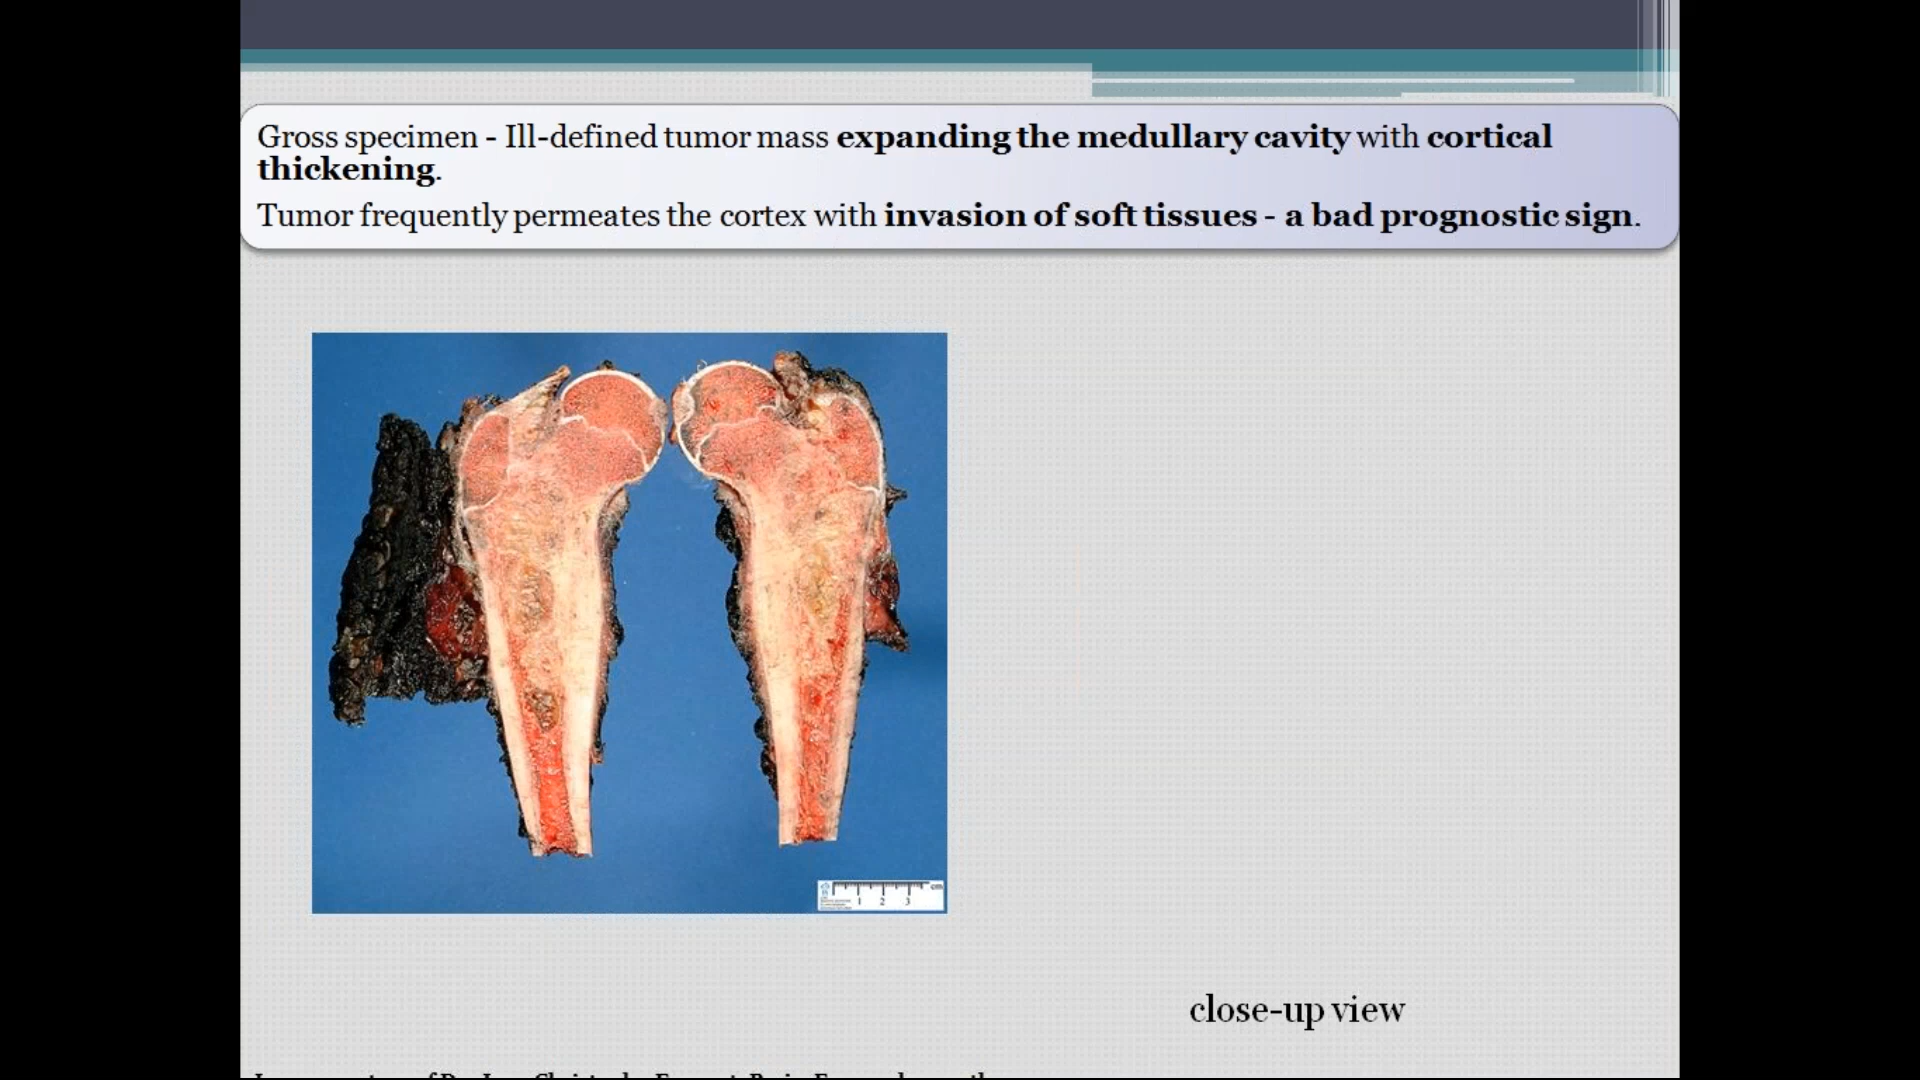 Gross specimen - Ill-defined tumor mass expanding the medullary cavity with cortical
thickening.
Tumor frequently permeates the cortex with invasion of soft tissues - a bad prognostic sign.
cm
1 2 3
close-up view